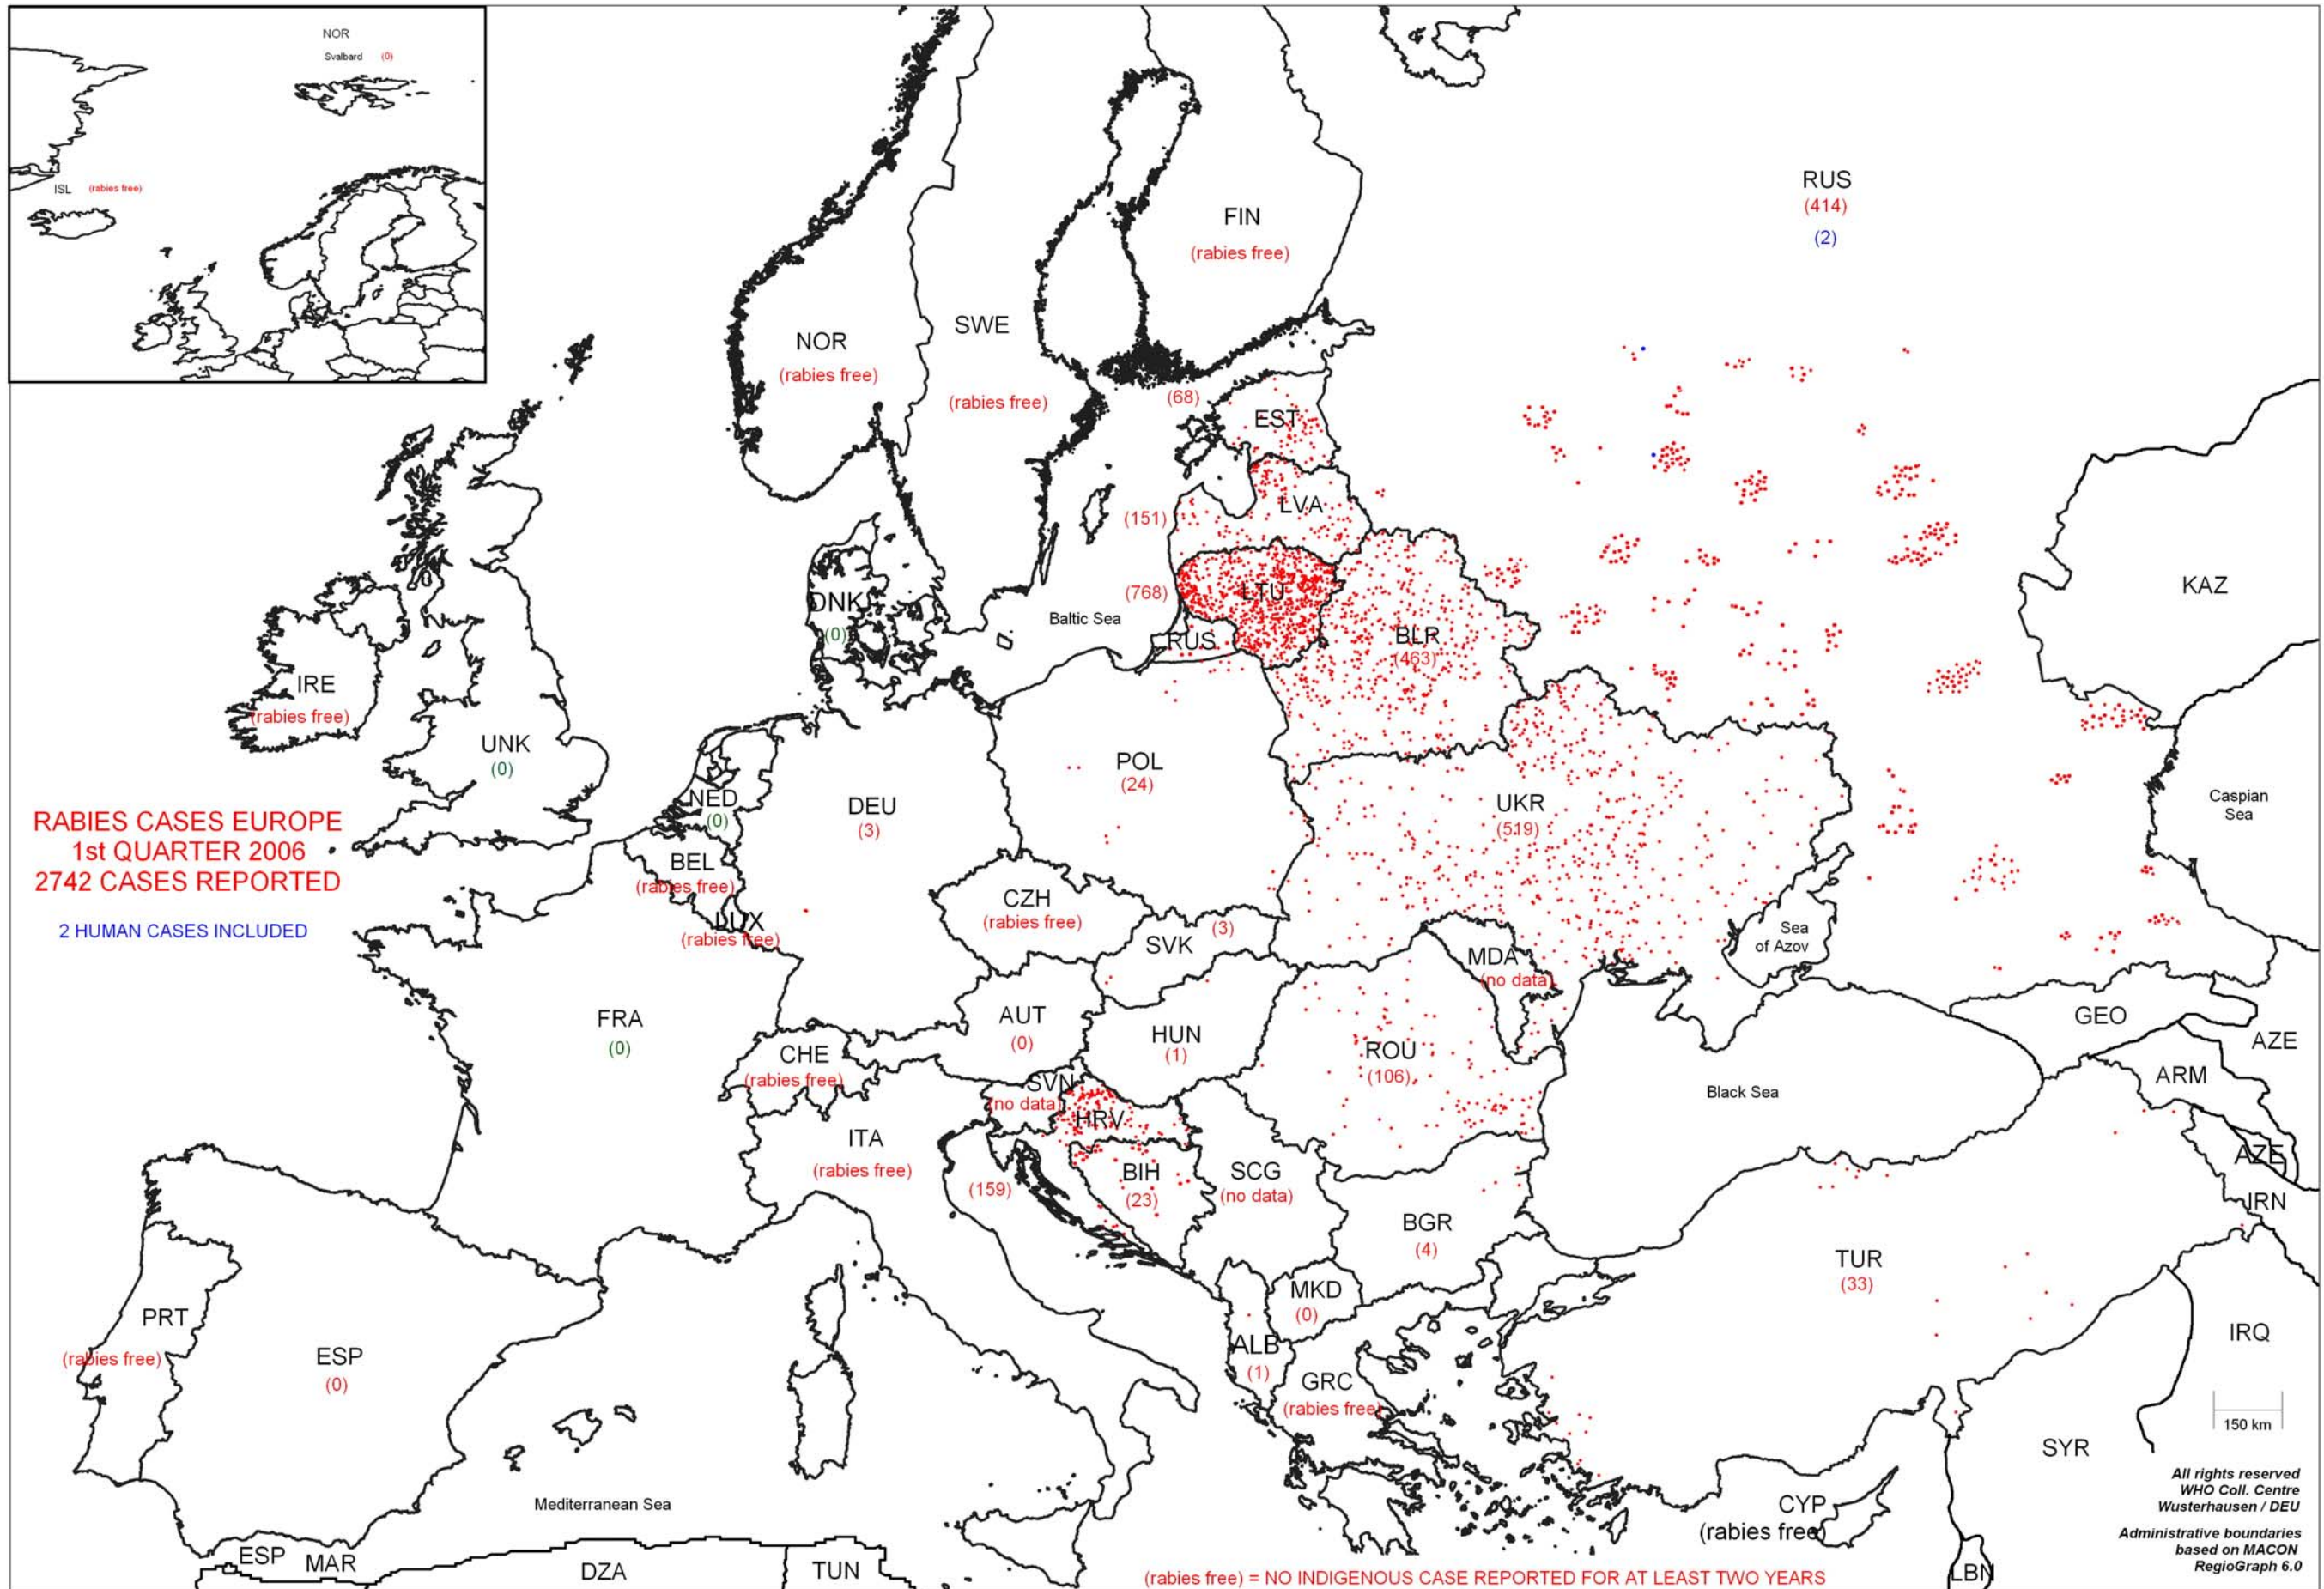 NOR
Svalbard (0)
ISL (rabies free)
RUS
(414)
(2)
FIN
(rabies free)
NOR
(rabies free)
SWE
(rabies free)
(68)
EST
LVA
(151)
LTU
(768)
KAZ
DNK
(0)
Baltic Sea
RUS
BLR
(463)
IRE
(rabies free)
UNK
(0)
POL
(24)
NED
(0)
DEU
(3)
UKR
(519)
Caspian
Sea
RABIES CASES EUROPE
1st QUARTER 2006
2742 CASES REPORTED
2 HUMAN CASES INCLUDED
BEL
(rabies free)
LUX
(rabies free)
CZH
(rabies free)
SVK
(3)
Sea
of Azov
MDA
(no data)
FRA
(0)
AUT
(0)
HUN
(1)
CHE
(rabies free)
ROU
(106)
GEO
AZE
ARM
Black Sea
SVN
(no data)
HRV
ITA
(rabies free)
(159)
BIH
(23)
SCG
(no data)
AZE
IRN
BGR
(4)
TUR
(33)
MKD
(0)
PRT
(rabies free)
ESP
(0)
ALB
(1)
GRC
(rabies free)
IRQ
150 km
SYR
Mediterranean Sea
CYP
(rabies free)
All rights reserved
WHO Coll. Centre
Wusterhausen / DEU
Administrative boundaries
based on MACON
RegioGraph 6.0
ESP
MAR
DZA
TUN
LBN
(rabies free) = NO INDIGENOUS CASE REPORTED FOR AT LEAST TWO YEARS